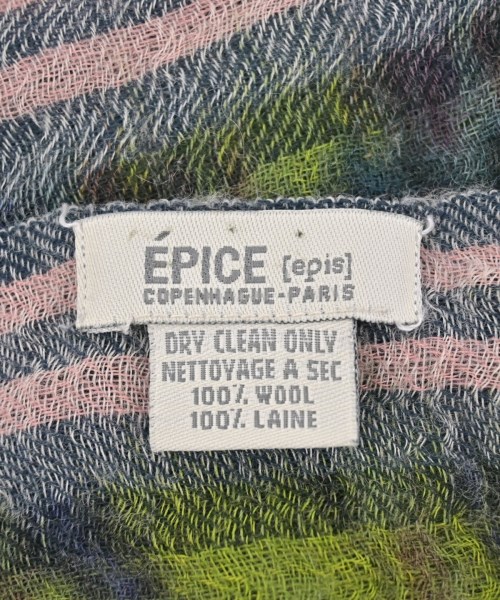 ÉPICE [epis]
COPENHAGUE-PARIS
DRY CLEAN ONLY
NETTOYAGE A SEC
100% WOOL
100% LAINE